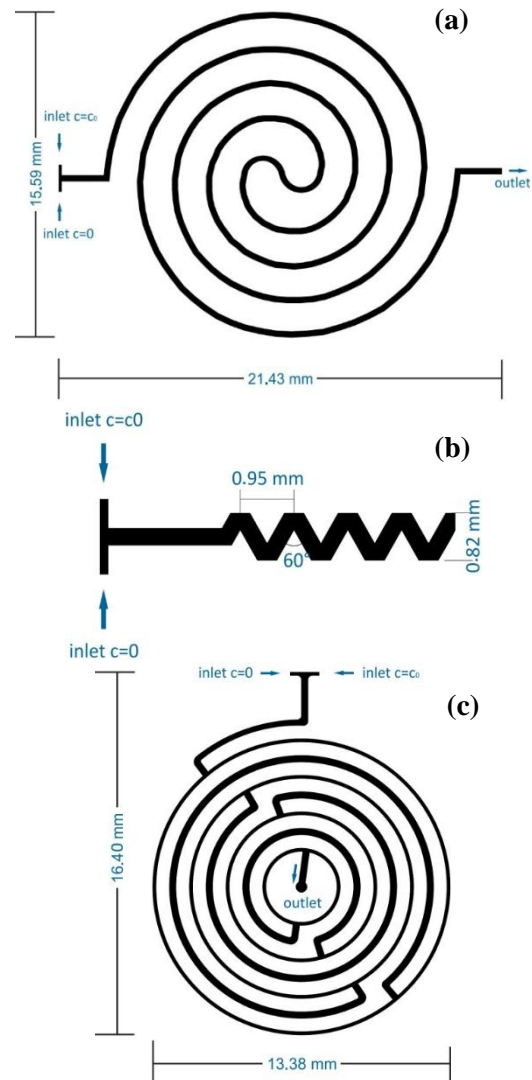 (a)
inlet c=c₀
15.59 mm
inlet c=0
outlet
21.43 mm
inlet c=c0
(b)
0.95 mm
60°
0.82 mm
inlet c=0
inlet c=0
inlet c=c₀
(c)
16.40 mm
outlet
13.38 mm